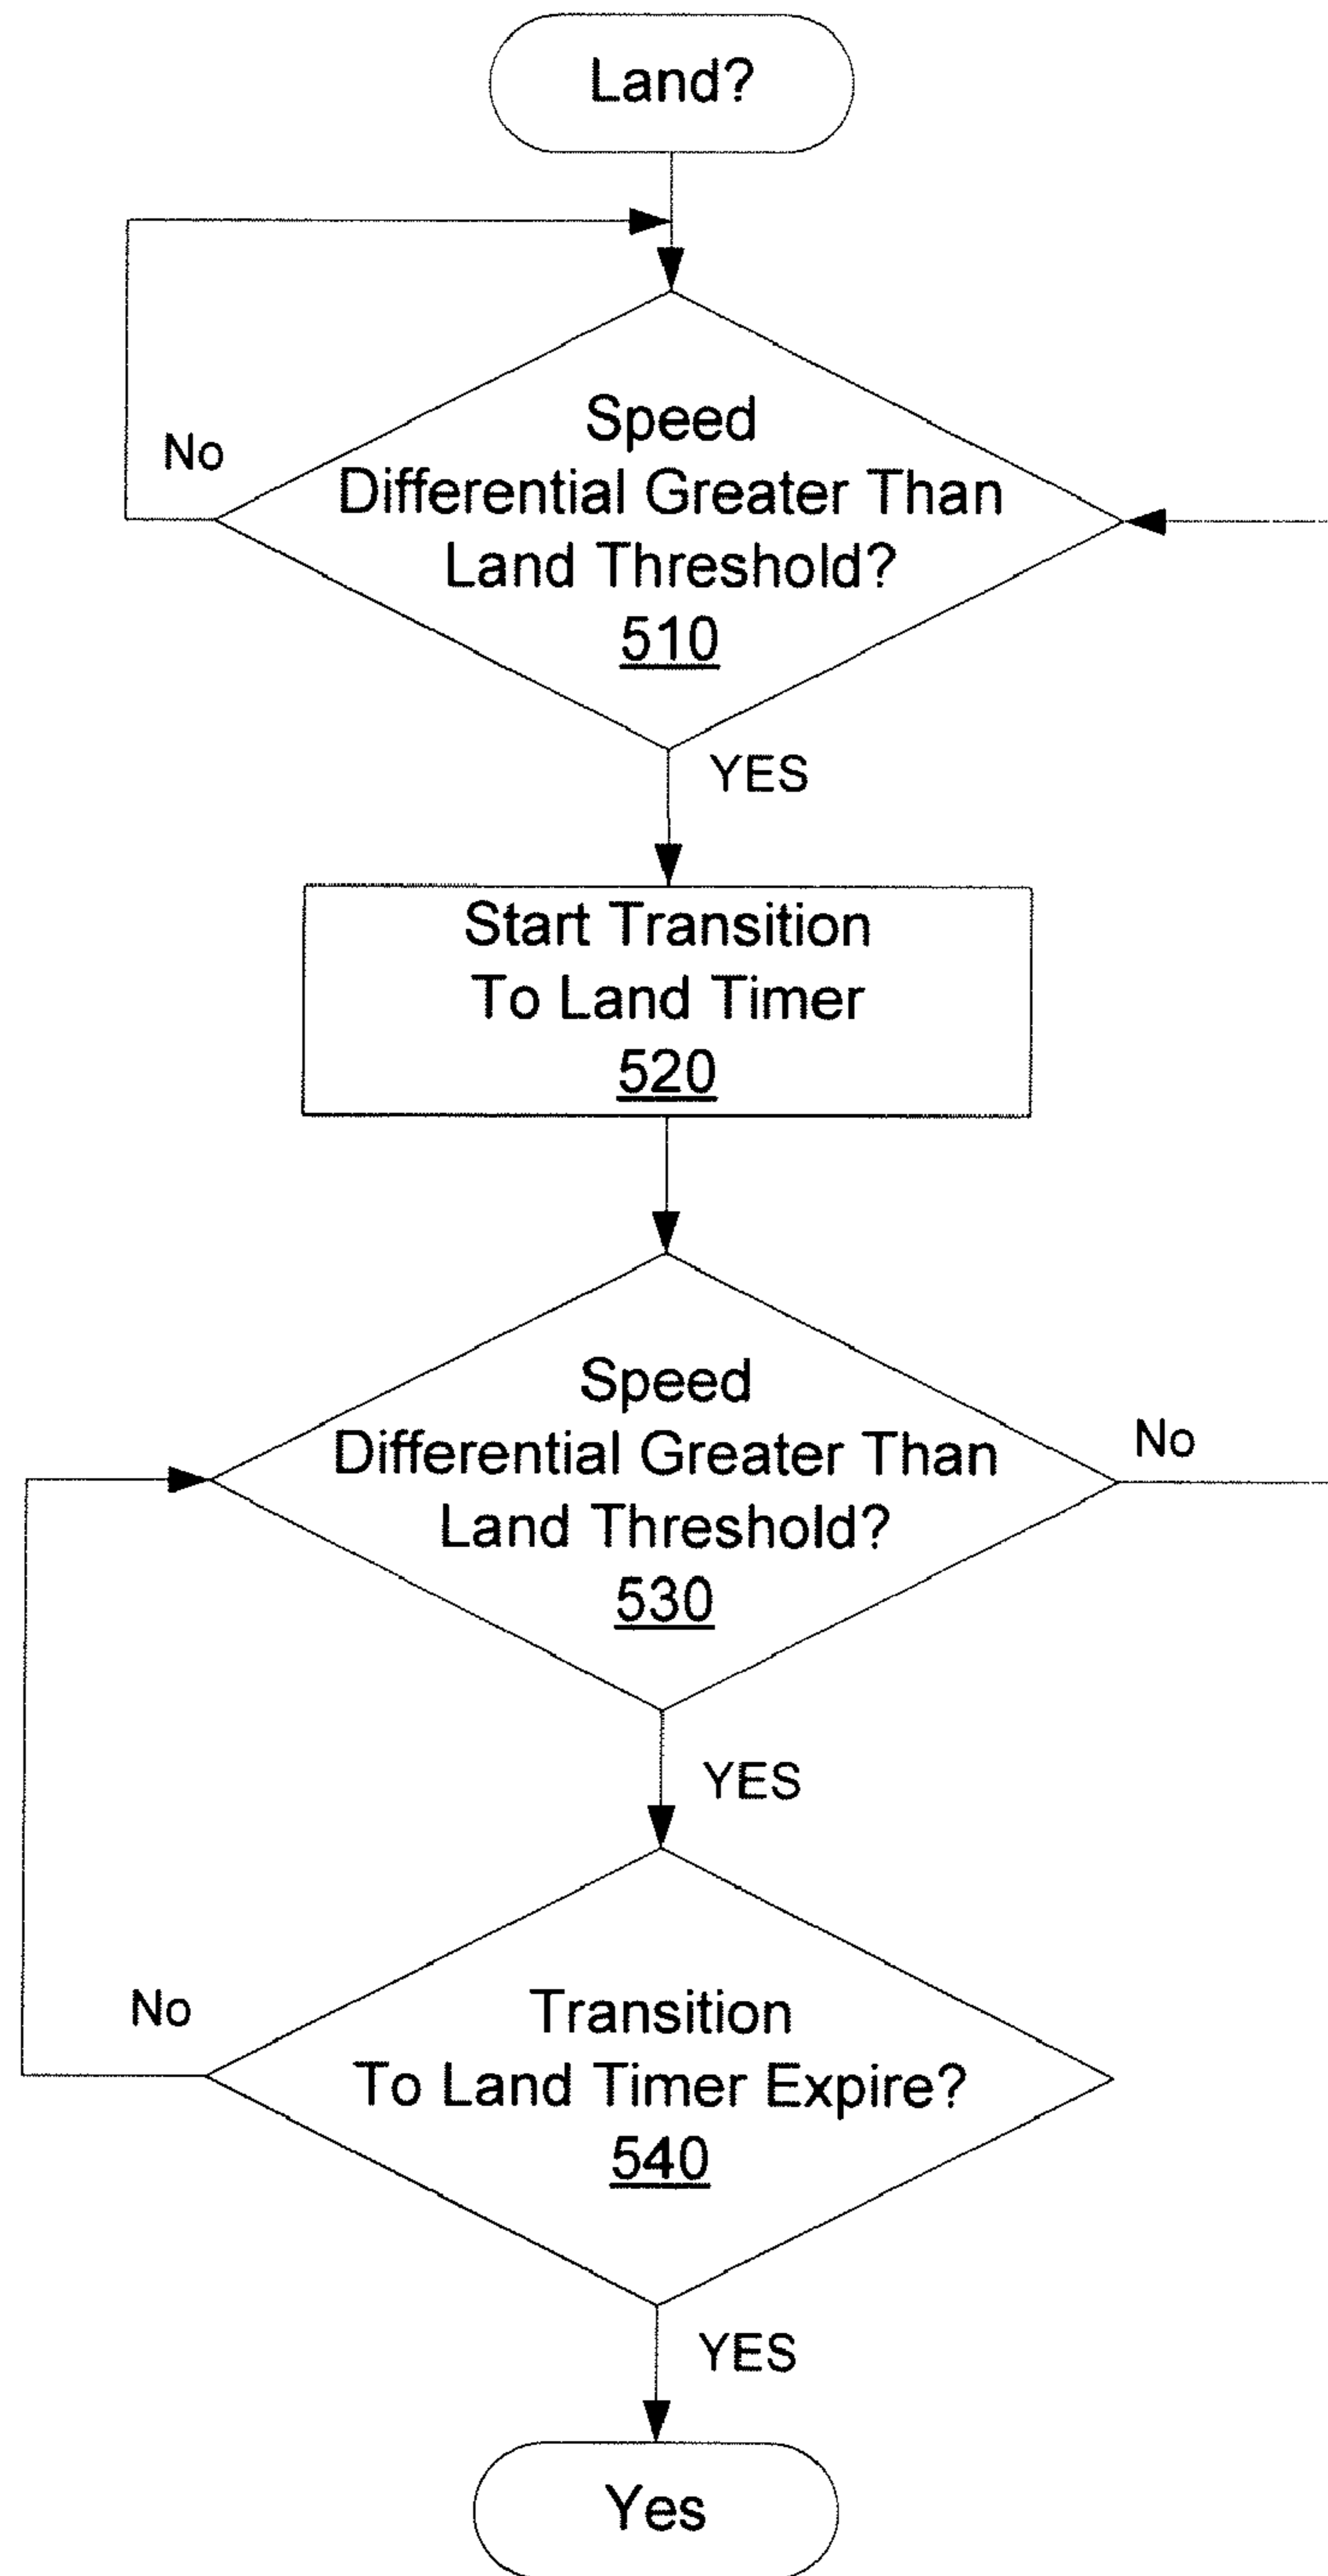 Land?
Speed
Differential Greater Than
Land Threshold?
510
No
YES
Start Transition
To Land Timer
520
Speed
Differential Greater Than
Land Threshold?
530
No
YES
Transition
To Land Timer Expire?
540
No
YES
Yes